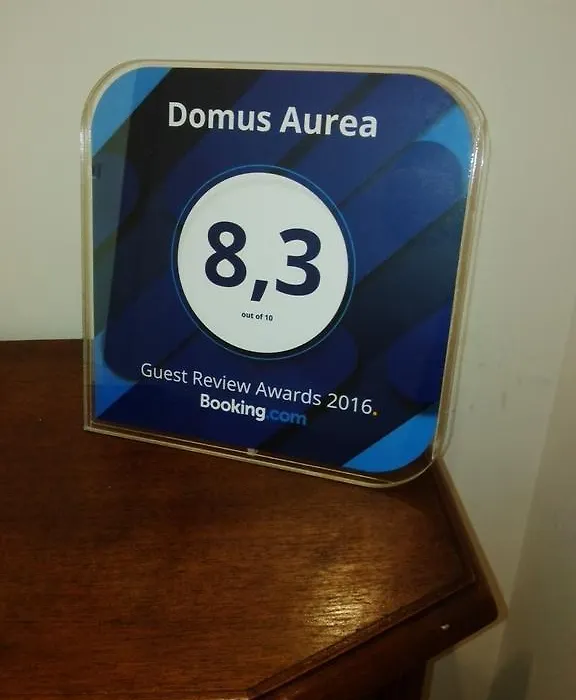 Domus Aurea
8,3
out of 10
Guest Review Awards 2016.
Booking.com